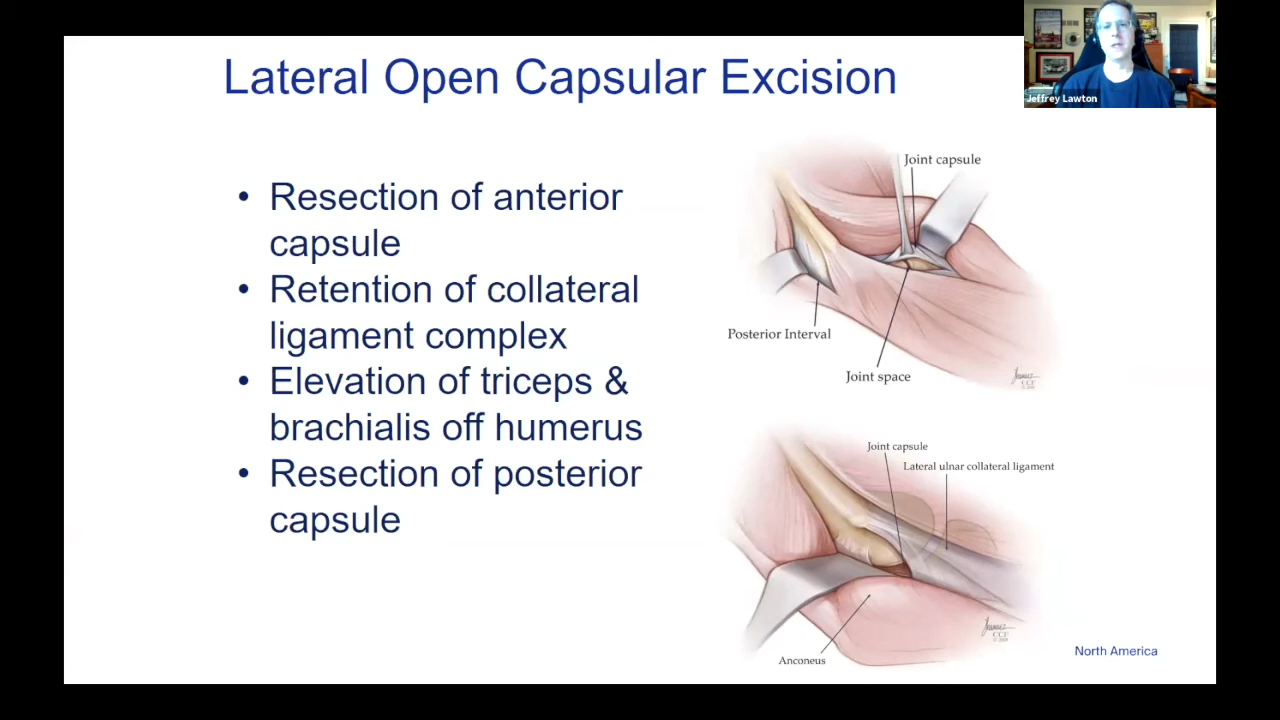 Lateral Open Capsular Excision
Jeffrey Lawton
• Resection of anterior
capsule
• Retention of collateral
ligament complex
• Elevation of triceps &
brachialis off humerus
• Resection of posterior
capsule
Joint capsule
Posterior Interval
Joint space
CCF
Joint capsule
Lateral ulnar collateral ligament
CCF
Anconeus
North America